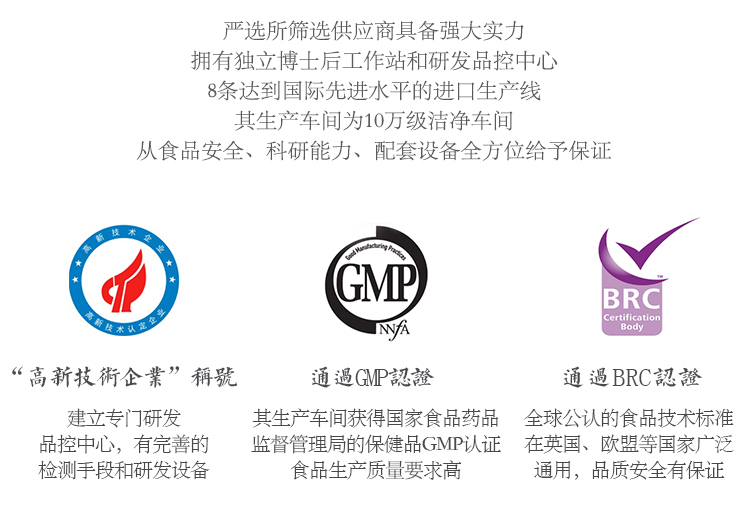 严选所筛选供应商具备强大实力
拥有独立博士后工作站和研发品控中心
8条达到国际先进水平的进口生产线
其生产车间为10万级洁净车间
从食品安全、科研能力、配套设备全方位给予保证
高新技术企业
高新技术认定企业
Good Manufacturing Practices
GMP
NNFA
BRC
TM
Certification
Body
“高新技術企業”稱號
建立专门研发
品控中心，有完善的
检测手段和研发设备
通過GMP認證
其生产车间获得国家食品药品
监督管理局的保健品GMP认证
食品生产质量要求高
通過BRC認證
全球公认的食品技术标准
在英国、欧盟等国家广泛
通用，品质安全有保证